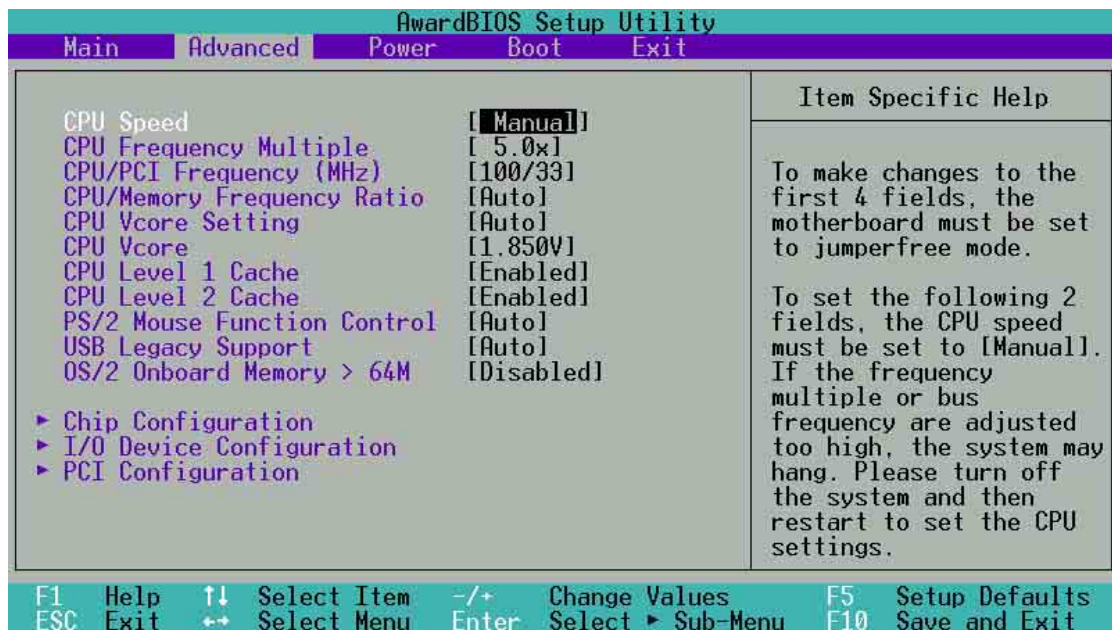 AwardBIOS Setup Utility
Main Advanced Power Boot Exit
CPU Speed [ Manual]
CPU Frequency Multiple [ 5.0x]
CPU/PCI Frequency (MHz) [100/33]
CPU/Memory Frequency Ratio [Auto]
CPU Vcore Setting [Auto]
CPU Vcore [1.850V]
CPU Level 1 Cache [Enabled]
CPU Level 2 Cache [Enabled]
PS/2 Mouse Function Control [Auto]
USB Legacy Support [Auto]
OS/2 Onboard Memory > 64M [Disabled]
► Chip Configuration
► I/O Device Configuration
► PCI Configuration
Item Specific Help
To make changes to the
first 4 fields, the
motherboard must be set
to jumperfree mode.
To set the following 2
fields, the CPU speed
must be set to [Manual].
If the frequency
multiple or bus
frequency are adjusted
too high, the system may
hang. Please turn off
the system and then
restart to set the CPU
settings.
F1 Help ↑↓ Select Item -/+ Change Values F5 Setup Defaults
ESC Exit ←→ Select Menu Enter Select ► Sub-Menu F10 Save and Exit